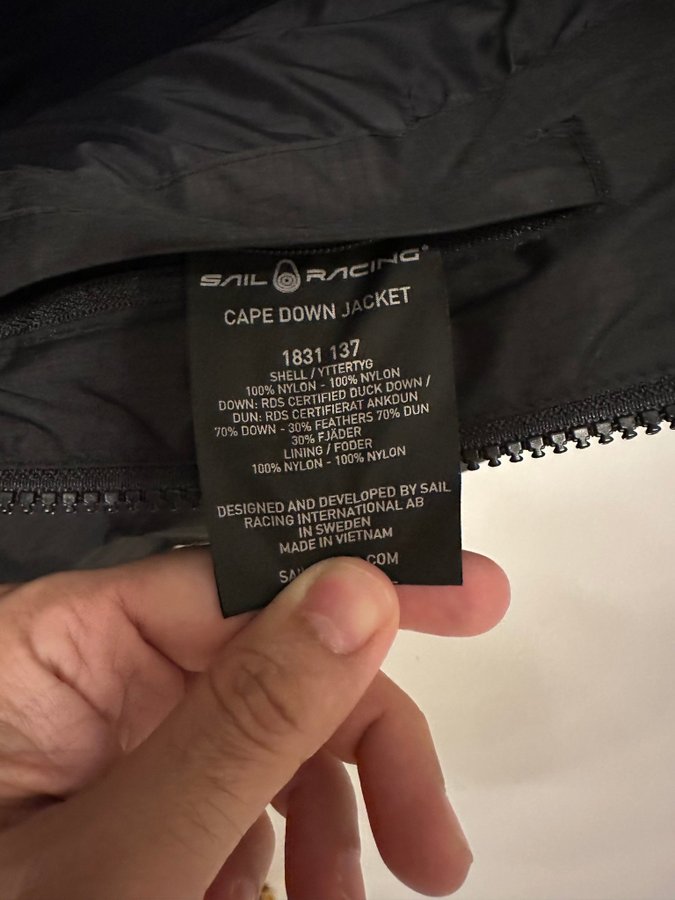 SAIL RACING®
CAPE DOWN JACKET
1831 137
SHELL / YTTERTYG
100% NYLON - 100% NYLON
DOWN: RDS CERTIFIED DUCK DOWN /
DUN: RDS CERTIFIERAT ANKDUN
70% DOWN - 30% FEATHERS 70% DUN
30% FJÄDER
LINING / FODER
100% NYLON - 100% NYLON
DESIGNED AND DEVELOPED BY SAIL
RACING INTERNATIONAL AB
IN SWEDEN
MADE IN VIETNAM
.COM